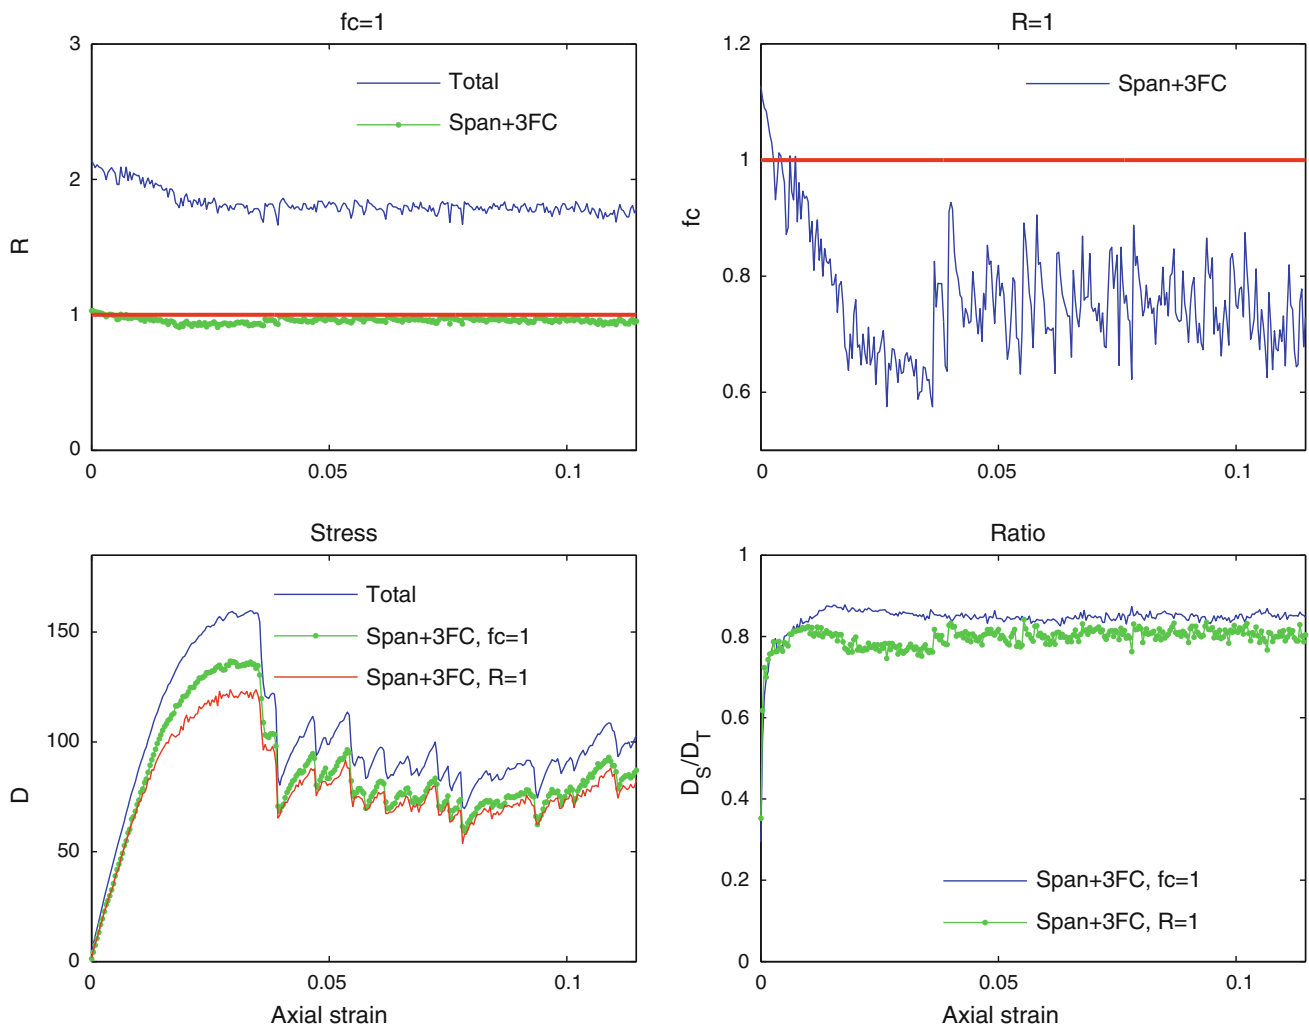 fc=1
3
2
1
0
R
Total
Span+3FC
0
0.05
0.1
R=1
1.2
1
0.8
0.6
fc
Span+3FC
0
0.05
0.1
Stress
150
100
50
0
D
Total
Span+3FC, fc=1
Span+3FC, R=1
0
0.05
0.1
Axial strain
Ratio
1
0.8
0.6
0.4
0.2
0
D_S/D_T
Span+3FC, fc=1
Span+3FC, R=1
0
0.05
0.1
Axial strain